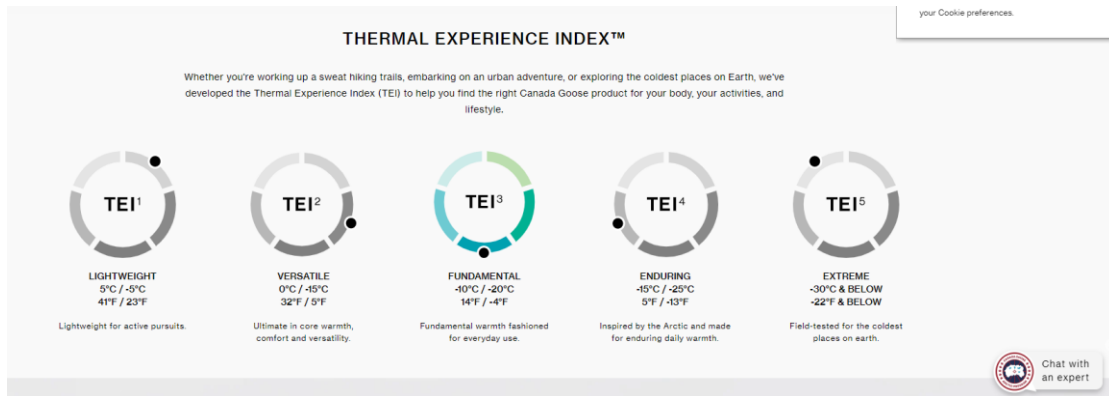 your Cookie preferences.
THERMAL EXPERIENCE INDEX™
Whether you're working up a sweat hiking trails, embarking on an urban adventure, or exploring the coldest places on Earth, we've
developed the Thermal Experience Index (TEI) to help you find the right Canada Goose product for your body, your activities, and
lifestyle.
TEI¹
LIGHTWEIGHT
5°C / -5°C
41°F / 23°F
Lightweight for active pursuits.
TEI²
VERSATILE
0°C / -15°C
32°F / 5°F
Ultimate in core warmth,
comfort and versatility.
TEI³
FUNDAMENTAL
-10°C / -20°C
14°F / -4°F
Fundamental warmth fashioned
for everyday use.
TEI⁴
ENDURING
-15°C / -25°C
5°F / -13°F
Inspired by the Arctic and made
for enduring daily warmth.
TEI⁵
EXTREME
-30°C & BELOW
-22°F & BELOW
Field-tested for the coldest
places on earth.
Chat with
an expert